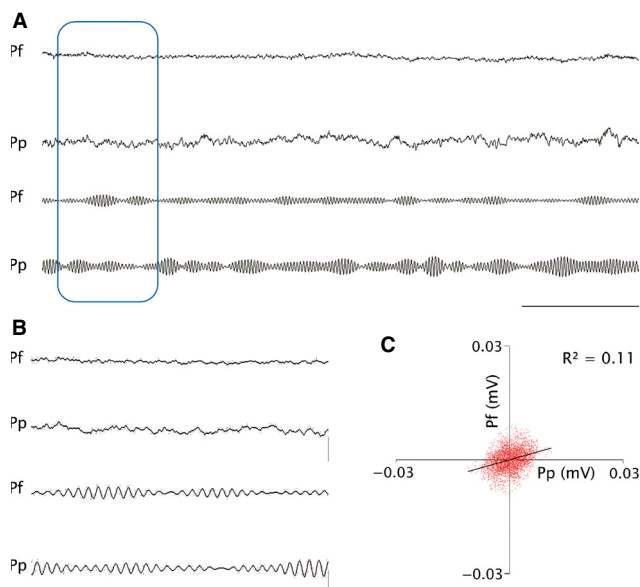 A
Pf
Pp
Pf
Pp
B
Pf
Pp
Pf
Pp
C
0.03
R² = 0.11
Pf (mV)
−0.03
Pp (mV)
0.03
−0.03